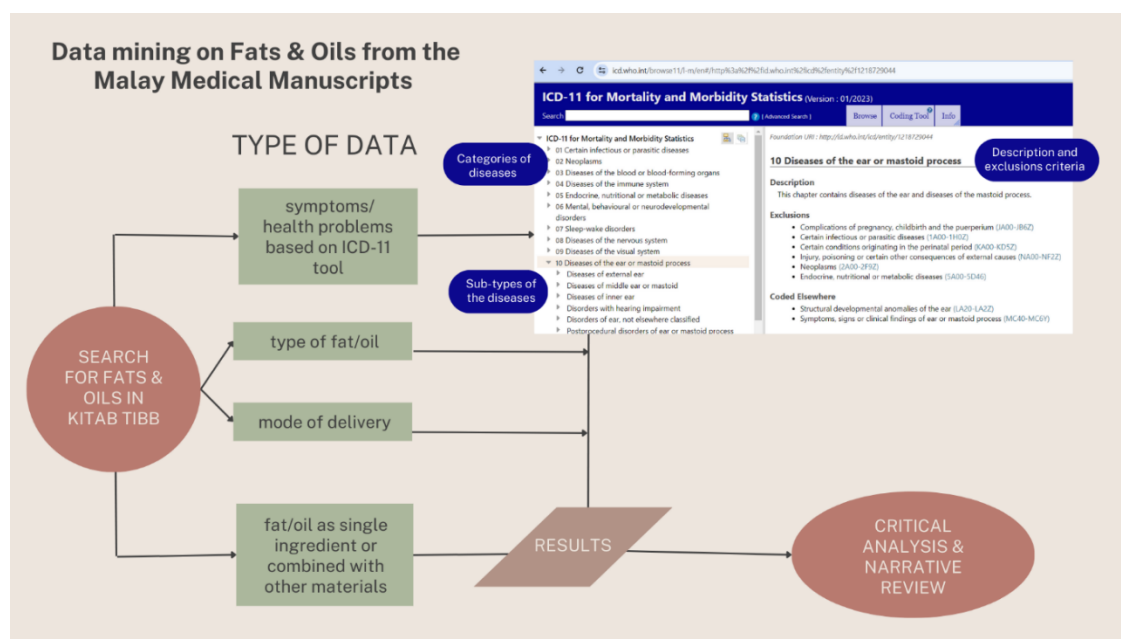 Data mining on Fats & Oils from the
Malay Medical Manuscripts
TYPE OF DATA
symptoms/
health problems
based on ICD-11
tool
type of fat/oil
mode of delivery
fat/oil as single
ingredient or
combined with
other materials
SEARCH
FOR FATS &
OILS IN
KITAB TIBB
RESULTS
CRITICAL
ANALYSIS &
NARRATIVE
REVIEW
icd.who.int/browse11/l-m/en#/http%3a%2f%2fid.who.int%2ficd%2fentity%2f1218729044
ICD-11 for Mortality and Morbidity Statistics (Version : 01/2023)
Search
[ Advanced Search ]
Browse
Coding Tool
Info
ICD-11 for Mortality and Morbidity Statistics
01 Certain infectious or parasitic diseases
02 Neoplasms
03 Diseases of the blood or blood-forming organs
04 Diseases of the immune system
05 Endocrine, nutritional or metabolic diseases
06 Mental, behavioural or neurodevelopmental
disorders
07 Sleep-wake disorders
08 Diseases of the nervous system
09 Diseases of the visual system
10 Diseases of the ear or mastoid process
Diseases of external ear
Diseases of middle ear or mastoid
Diseases of inner ear
Disorders with hearing impairment
Disorders of ear, not elsewhere classified
Postprocedural disorders of ear or mastoid process
Categories of
diseases
Sub-types of
the diseases
Foundation URI : http://id.who.int/icd/entity/1218729044
10 Diseases of the ear or mastoid process
Description and
exclusions criteria
Description
This chapter contains diseases of the ear and diseases of the mastoid process.
Exclusions
Complications of pregnancy, childbirth and the puerperium (JA00-JB6Z)
Certain infectious or parasitic diseases (1A00-1H0Z)
Certain conditions originating in the perinatal period (KA00-KD5Z)
Injury, poisoning or certain other consequences of external causes (NA00-NF2Z)
Neoplasms (2A00-2F9Z)
Endocrine, nutritional or metabolic diseases (5A00-5D46)
Coded Elsewhere
Structural developmental anomalies of the ear (LA20-LA2Z)
Symptoms, signs or clinical findings of ear or mastoid process (MC40-MC6Y)